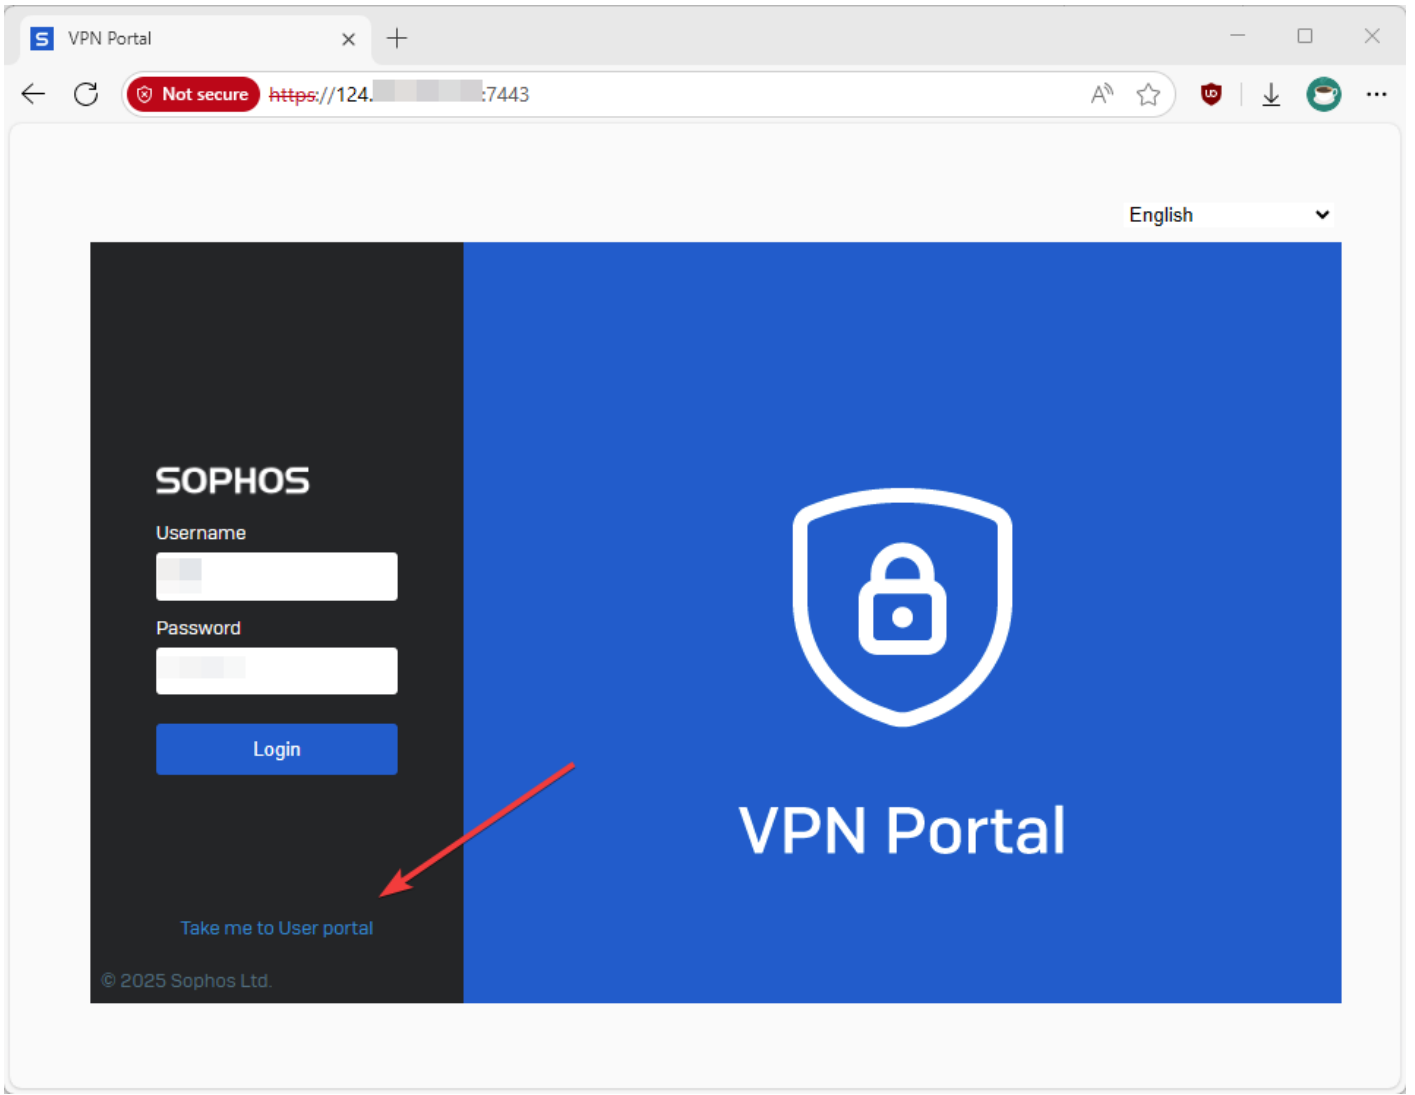 VPN Portal
Not secure https://124. :7443
English
SOPHOS
Username
Password
Login
VPN Portal
Take me to User portal
© 2025 Sophos Ltd.